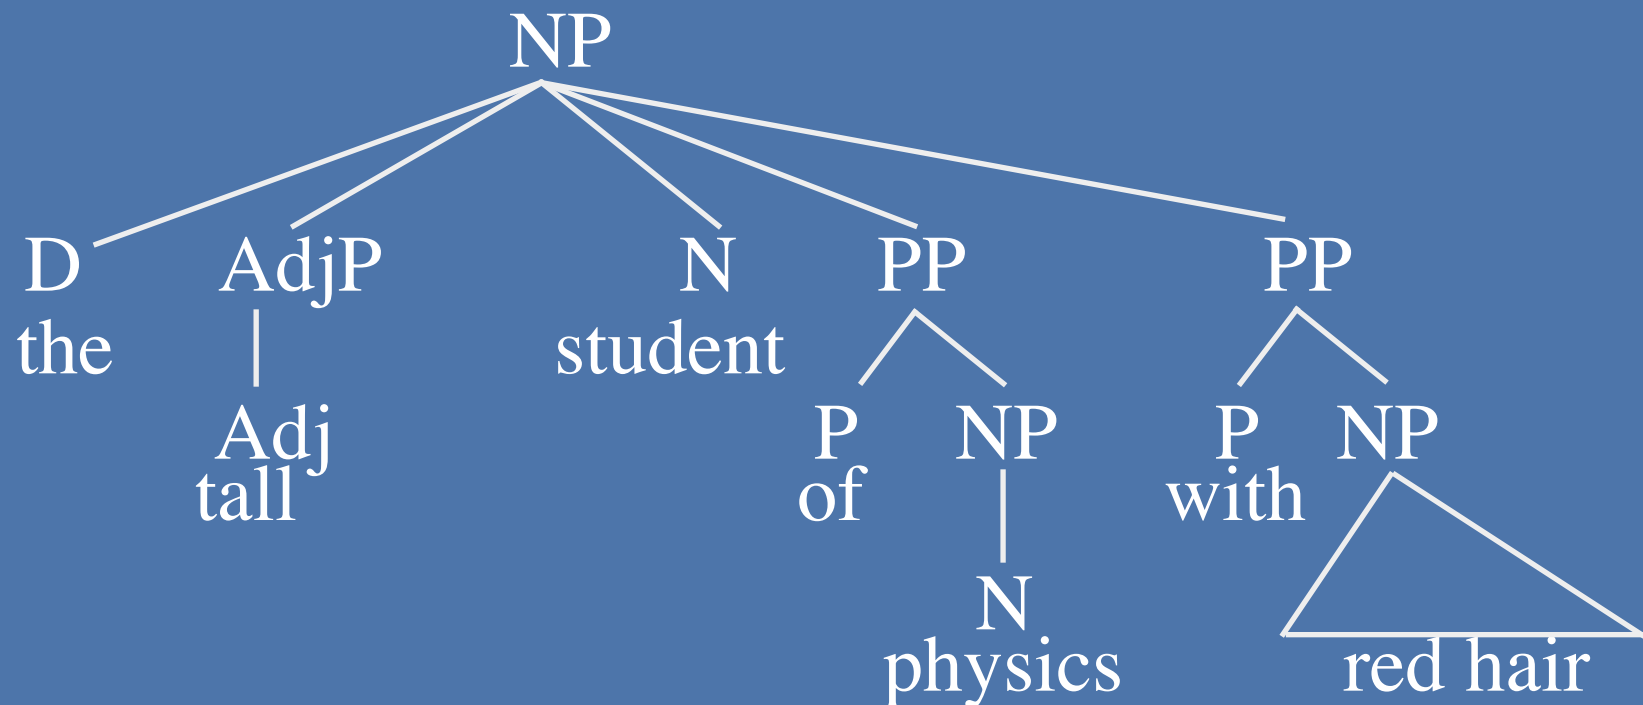 NP
D AdjP N PP PP
the student
Adj P NP P NP
tall of with
N
physics red hair